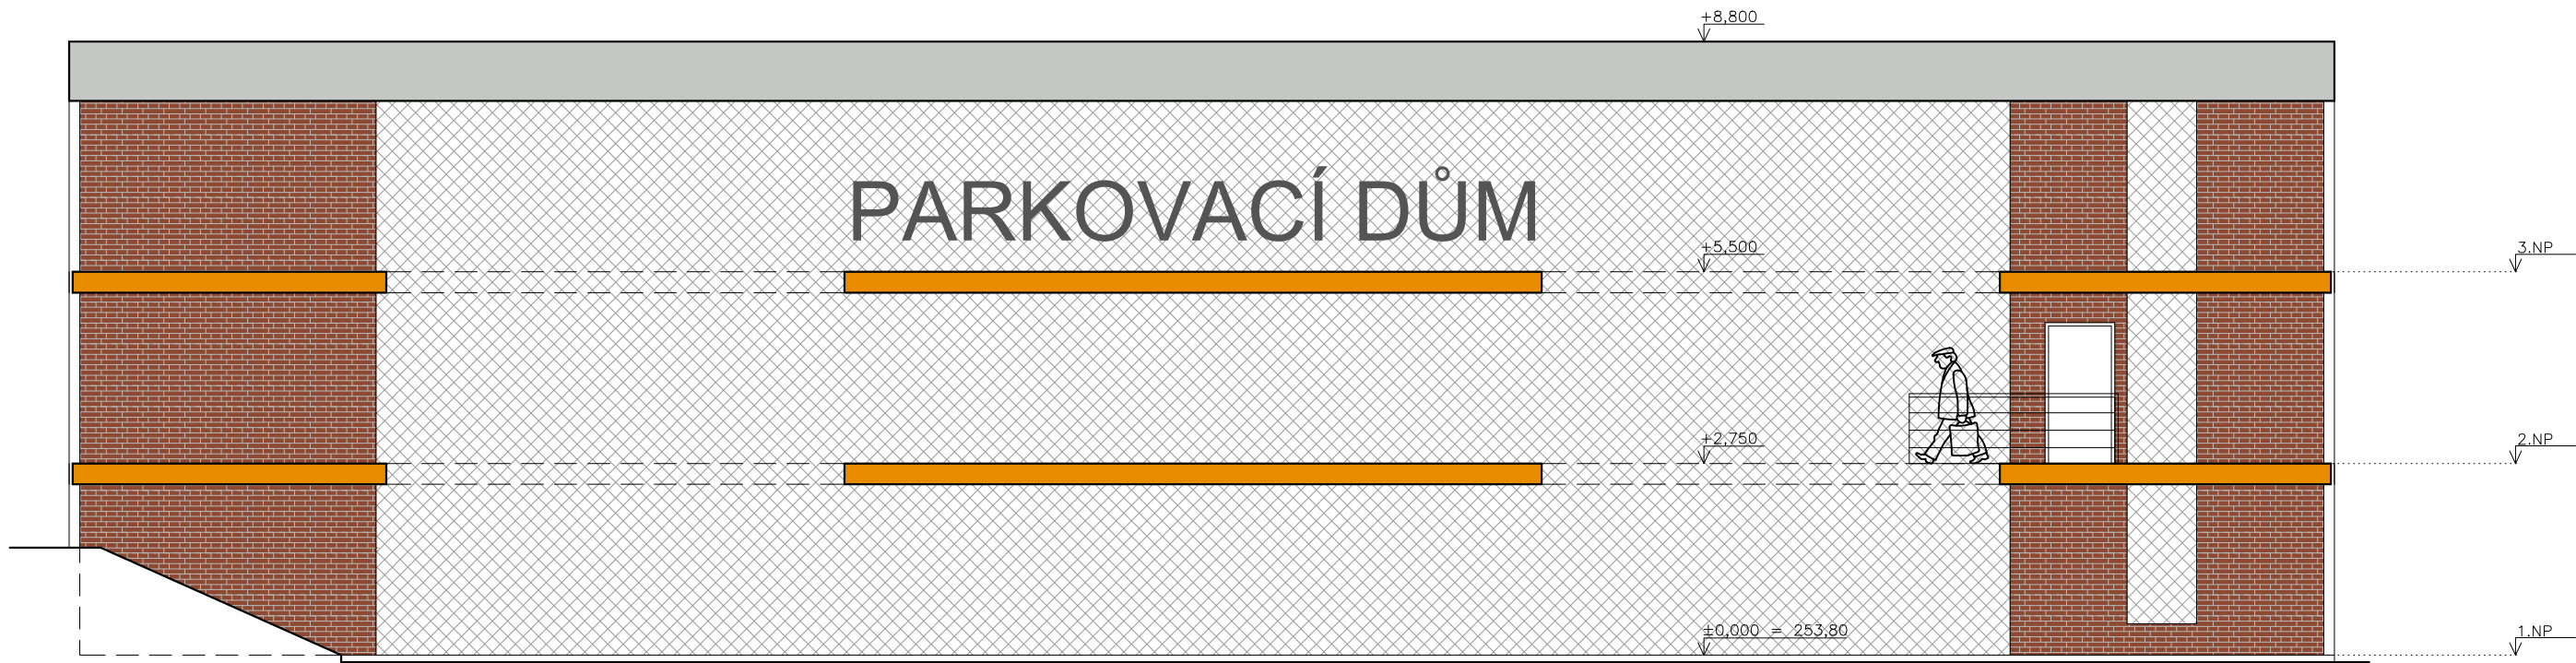 +8,800
PARKOVACÍ DŮM
+5,500
3.NP
+2,750
2.NP
±0,000 = 253,80
1.NP